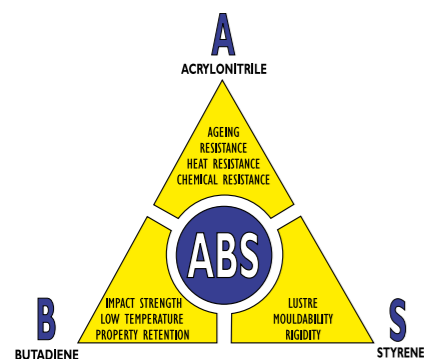 A
ACRYLONITRILE
AGEING
RESISTANCE
HEAT RESISTANCE
CHEMICAL RESISTANCE
ABS
B
BUTADIENE
IMPACT STRENGTH
LOW TEMPERATURE
PROPERTY RETENTION
LUSTRE
MOULDABILITY
RIGIDITY
S
STYRENE